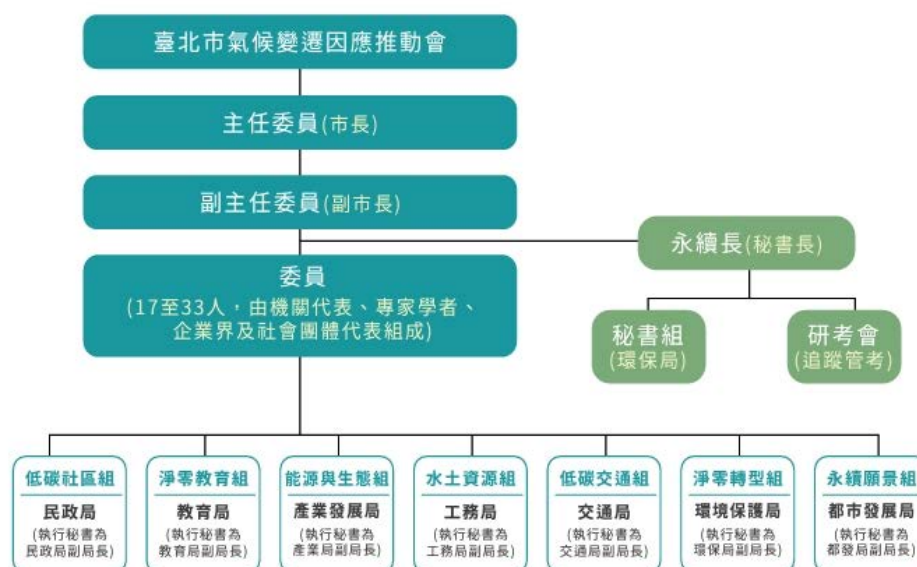 臺北市氣候變遷因應推動會
主任委員(市長)
副主任委員(副市長)
永續長(秘書長)
委員
(17至33人，由機關代表、專家學者、
企業界及社會團體代表組成)
秘書組
(環保局)
研考會
(追蹤管考)
低碳社區組
民政局
(執行秘書為
民政局副局長)
淨零教育組
教育局
(執行秘書為
教育局副局長)
能源與生態組
產業發展局
(執行秘書為
產業局副局長)
水土資源組
工務局
(執行秘書為
工務局副局長)
低碳交通組
交通局
(執行秘書為
交通局副局長)
淨零轉型組
環境保護局
(執行秘書為
環保局副局長)
永續願景組
都市發展局
(執行秘書為
都發局副局長)